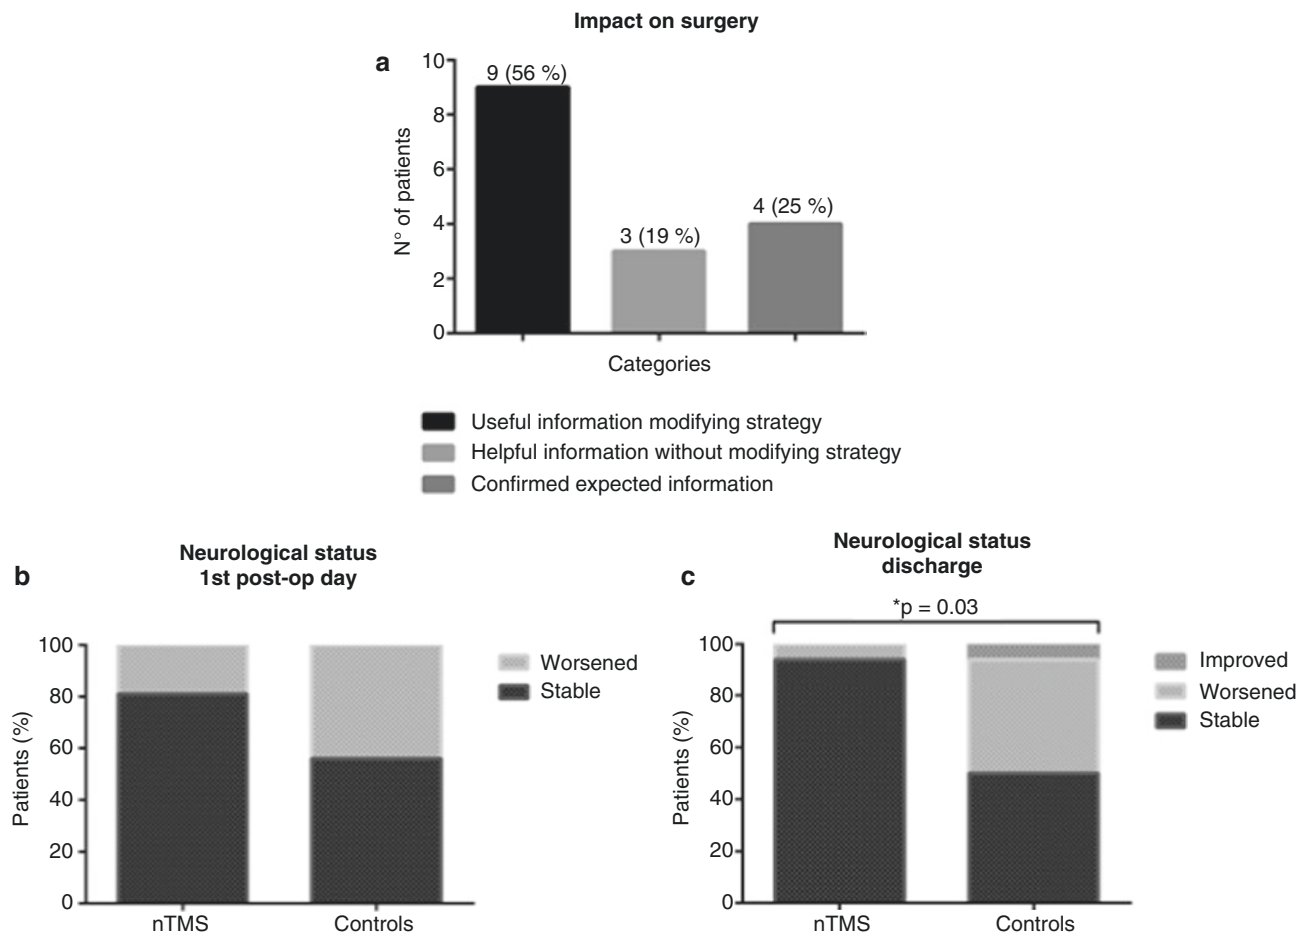 Impact on surgery
a
10
8
6
4
2
0
N° of patients
9 (56 %)
3 (19 %)
4 (25 %)
Categories
Useful information modifying strategy
Helpful information without modifying strategy
Confirmed expected information
b
Neurological status
1st post-op day
100
80
60
40
20
0
Patients (%)
nTMS
Controls
Worsened
Stable
c
Neurological status
discharge
*p = 0.03
100
80
60
40
20
0
Patients (%)
nTMS
Controls
Improved
Worsened
Stable